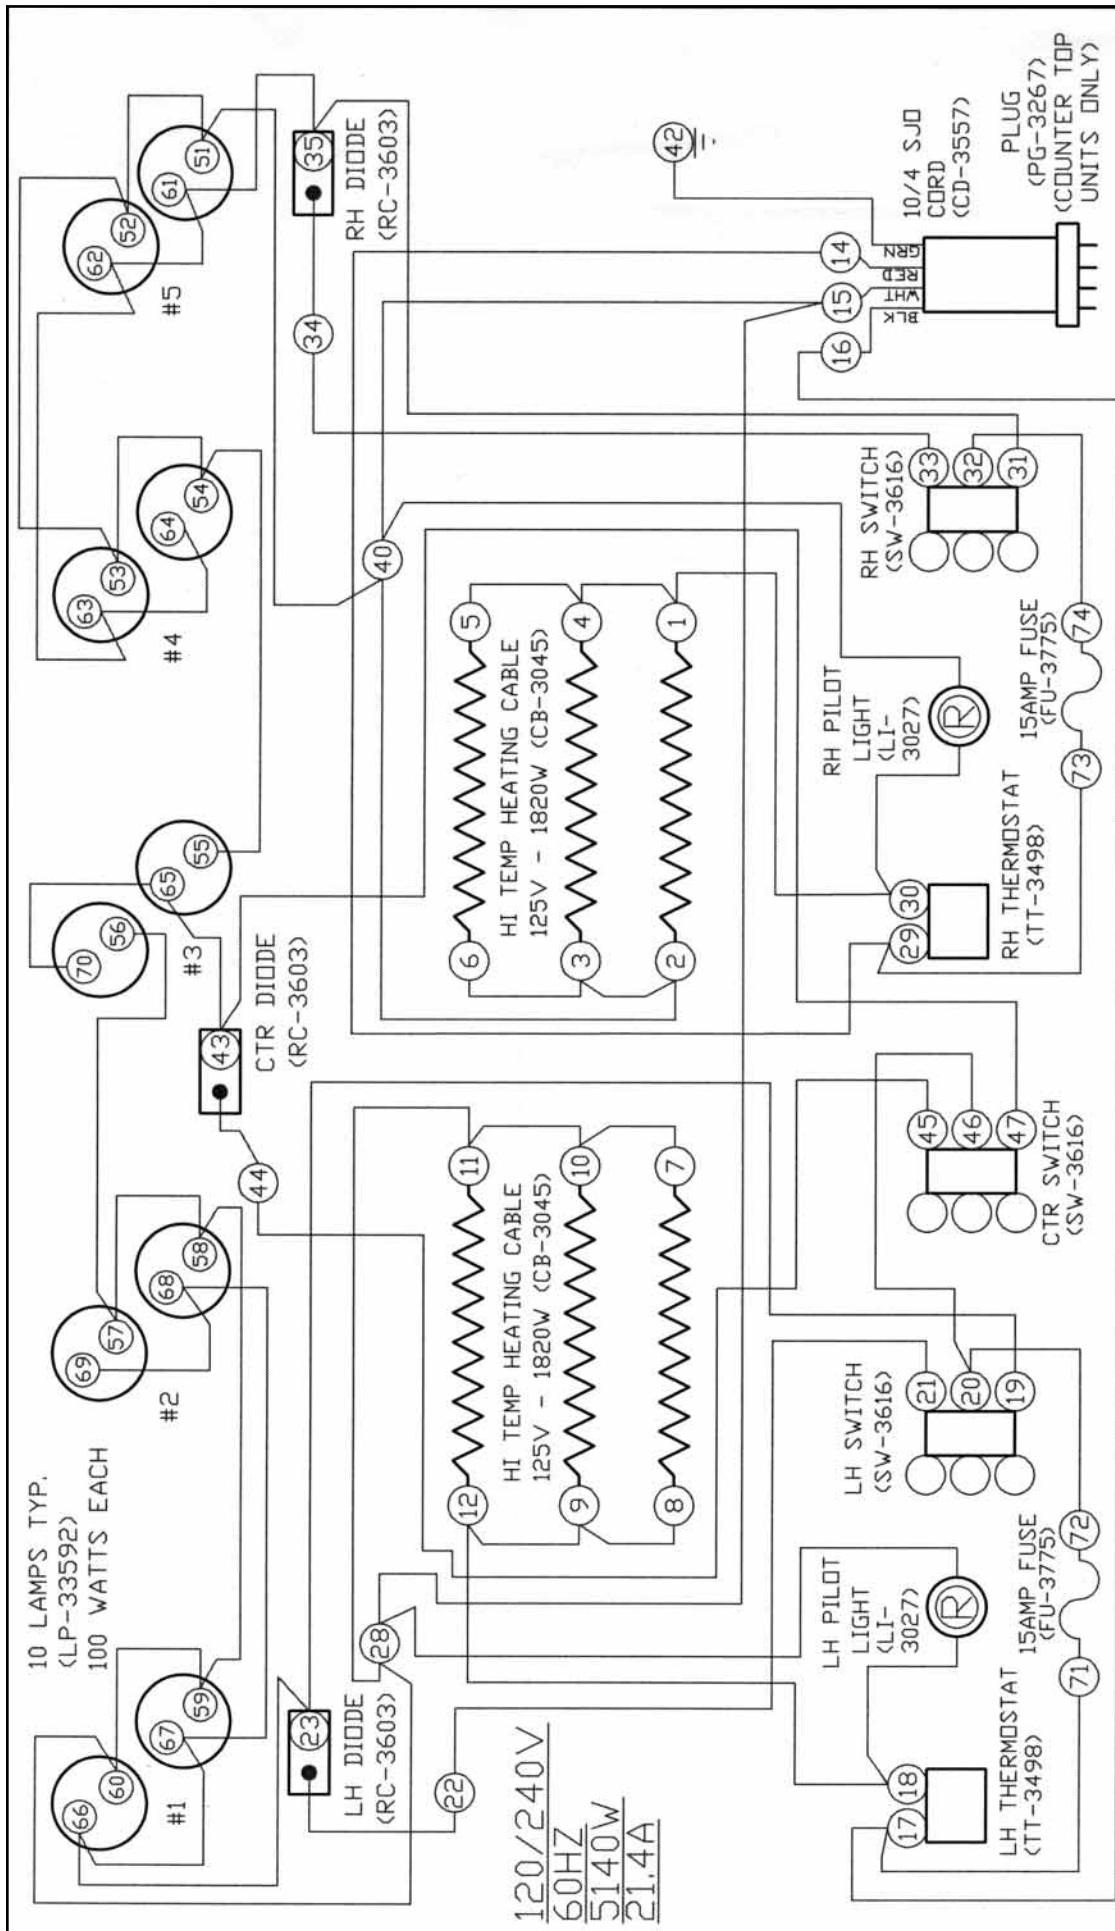 10 LAMPS TYP.
(LP-33592)
100 WATTS EACH
66
60
67
59
#1
69
57
68
58
#2
70
56
65
55
#3
63
53
64
54
#4
62
52
61
51
#5
23
LH DIODE
(RC-3603)
22
28
44
43
CTR DIODE
(RC-3603)
40
34
35
RH DIODE
(RC-3603)
12
11
9
10
8
7
HI TEMP HEATING CABLE
125V - 1820W (CB-3045)
6
5
3
4
2
1
HI TEMP HEATING CABLE
125V - 1820W (CB-3045)
42
14
15
16
GRN
RED
WHT
BLK
10/4 SJO
CORD
(CD-3557)
PLUG
(PG-3267)
(COUNTER TOP
UNITS ONLY)
120/240V
60HZ
5140W
21.4A
17
18
LH THERMOSTAT
(TT-3498)
LH PILOT
LIGHT
(LI-
3027)
R
71
72
15AMP FUSE
(FU-3775)
LH SWITCH
(SW-3616)
21
20
19
45
46
47
CTR SWITCH
(SW-3616)
29
30
RH THERMOSTAT
(TT-3498)
RH PILOT
LIGHT
(LI-
3027)
R
73
74
15AMP FUSE
(FU-3775)
RH SWITCH
(SW-3616)
33
32
31